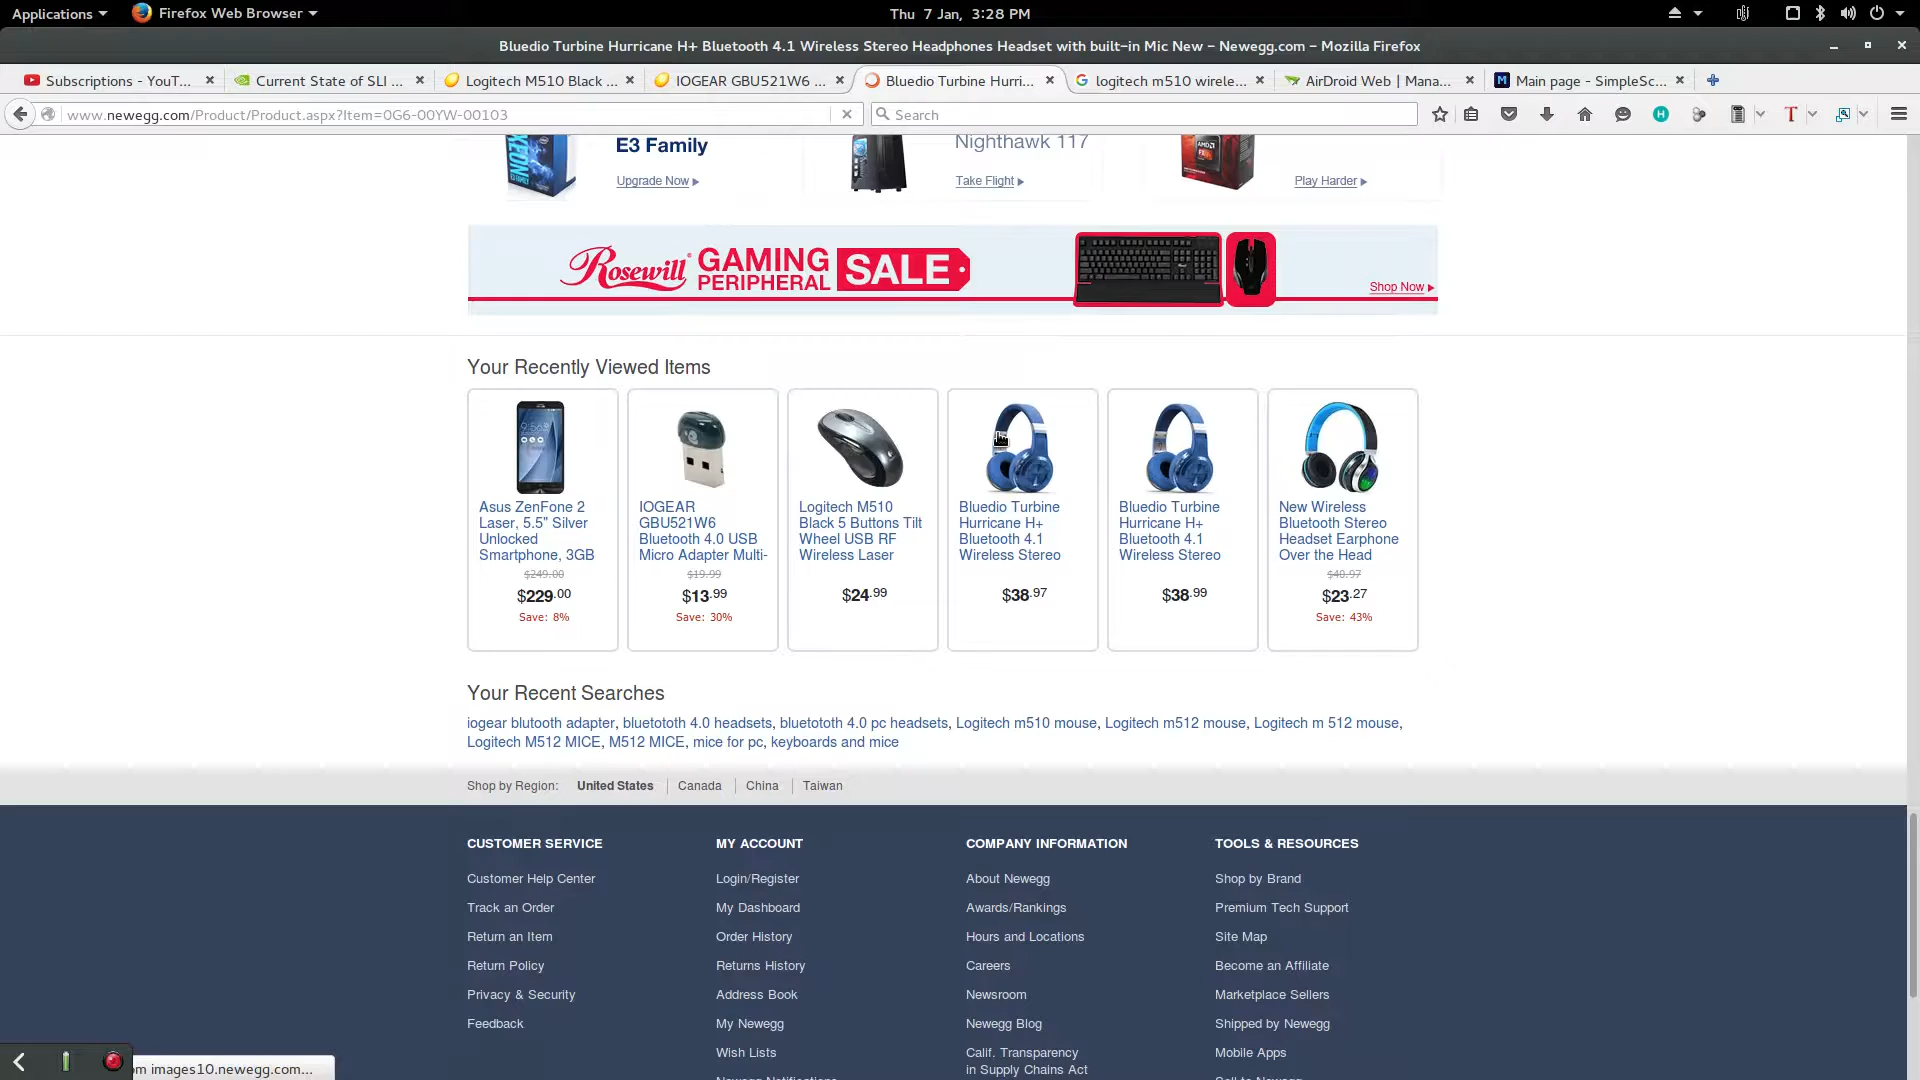 Applications
Firefox Web Browser
Thu 7 Jan, 3:28 PM
Bluedio Turbine Hurricane H+ Bluetooth 4.1 Wireless Stereo Headphones Headset with built-in Mic New - Newegg.com - Mozilla Firefox
Subscriptions - YouT...
Current State of SLI ...
Logitech M510 Black ...
IOGEAR GBU521W6 ...
Bluedio Turbine Hurri...
logitech m510 wirele...
AirDroid Web | Mana...
Main page - SimpleSc...
www.newegg.com/Product/Product.aspx?Item=0G6-00YW-00103
Search
E3 Family
Upgrade Now
Nighthawk 117
Take Flight
Play Harder
Rosewill GAMING PERIPHERAL SALE
Shop Now
Your Recently Viewed Items
Asus ZenFone 2
Laser, 5.5" Silver
Unlocked
Smartphone, 3GB
$249.00
$229.00
Save: 8%
IOGEAR
GBU521W6
Bluetooth 4.0 USB
Micro Adapter Multi-
$19.99
$13.99
Save: 30%
Logitech M510
Black 5 Buttons Tilt
Wheel USB RF
Wireless Laser
$24.99
Bluedio Turbine
Hurricane H+
Bluetooth 4.1
Wireless Stereo
$38.97
Bluedio Turbine
Hurricane H+
Bluetooth 4.1
Wireless Stereo
$38.99
New Wireless
Bluetooth Stereo
Headset Earphone
Over the Head
$40.97
$23.27
Save: 43%
Your Recent Searches
iogear blutooth adapter, bluetototh 4.0 headsets, bluetototh 4.0 pc headsets, Logitech m510 mouse, Logitech m512 mouse, Logitech m 512 mouse,
Logitech M512 MICE, M512 MICE, mice for pc, keyboards and mice
Shop by Region: United States Canada China Taiwan
CUSTOMER SERVICE
Customer Help Center
Track an Order
Return an Item
Return Policy
Privacy & Security
Feedback
MY ACCOUNT
Login/Register
My Dashboard
Order History
Returns History
Address Book
My Newegg
Wish Lists
COMPANY INFORMATION
About Newegg
Awards/Rankings
Hours and Locations
Careers
Newsroom
Newegg Blog
Calif. Transparency
in Supply Chains Act
TOOLS & RESOURCES
Shop by Brand
Premium Tech Support
Site Map
Become an Affiliate
Marketplace Sellers
Shipped by Newegg
Mobile Apps
om images10.newegg.com...